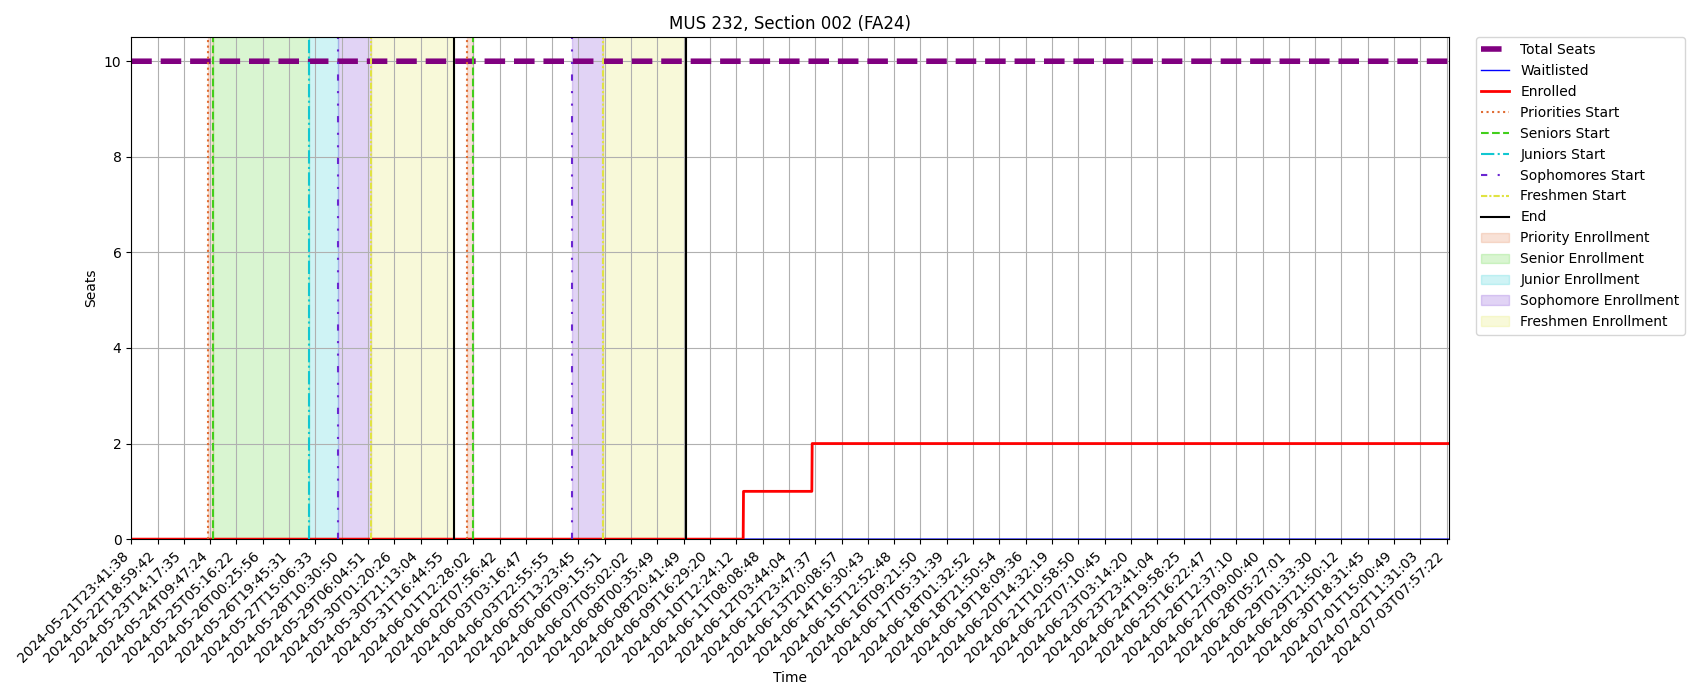 MUS 232, Section 002 (FA24)
Seats
10
8
6
4
2
0
2024-05-21T23:41:38
2024-05-22T18:59:42
2024-05-23T14:17:35
2024-05-24T09:47:24
2024-05-25T05:16:22
2024-05-26T00:25:56
2024-05-26T19:45:31
2024-05-27T15:06:33
2024-05-28T10:30:50
2024-05-29T06:04:51
2024-05-30T01:20:26
2024-05-30T21:13:04
2024-05-31T16:44:55
2024-06-01T12:28:02
2024-06-02T07:56:42
2024-06-03T03:16:47
2024-06-03T22:55:55
2024-06-05T13:23:45
2024-06-06T09:15:51
2024-06-07T05:02:02
2024-06-08T00:35:49
2024-06-08T20:41:49
2024-06-09T16:29:20
2024-06-10T12:24:12
2024-06-11T08:08:48
2024-06-12T03:44:04
2024-06-12T23:47:37
2024-06-13T20:08:57
2024-06-14T16:30:43
2024-06-15T12:52:48
2024-06-16T09:21:50
2024-06-17T05:31:39
2024-06-18T01:32:52
2024-06-18T21:50:54
2024-06-19T18:09:36
2024-06-20T14:32:19
2024-06-21T10:58:50
2024-06-22T07:10:45
2024-06-23T03:14:20
2024-06-23T23:41:04
2024-06-24T19:58:25
2024-06-25T16:22:47
2024-06-26T12:37:10
2024-06-27T09:00:40
2024-06-28T05:27:01
2024-06-29T01:33:30
2024-06-29T21:50:12
2024-06-30T18:31:45
2024-07-01T15:00:49
2024-07-02T11:31:03
2024-07-03T07:57:22
Time
Total Seats
Waitlisted
Enrolled
Priorities Start
Seniors Start
Juniors Start
Sophomores Start
Freshmen Start
End
Priority Enrollment
Senior Enrollment
Junior Enrollment
Sophomore Enrollment
Freshmen Enrollment